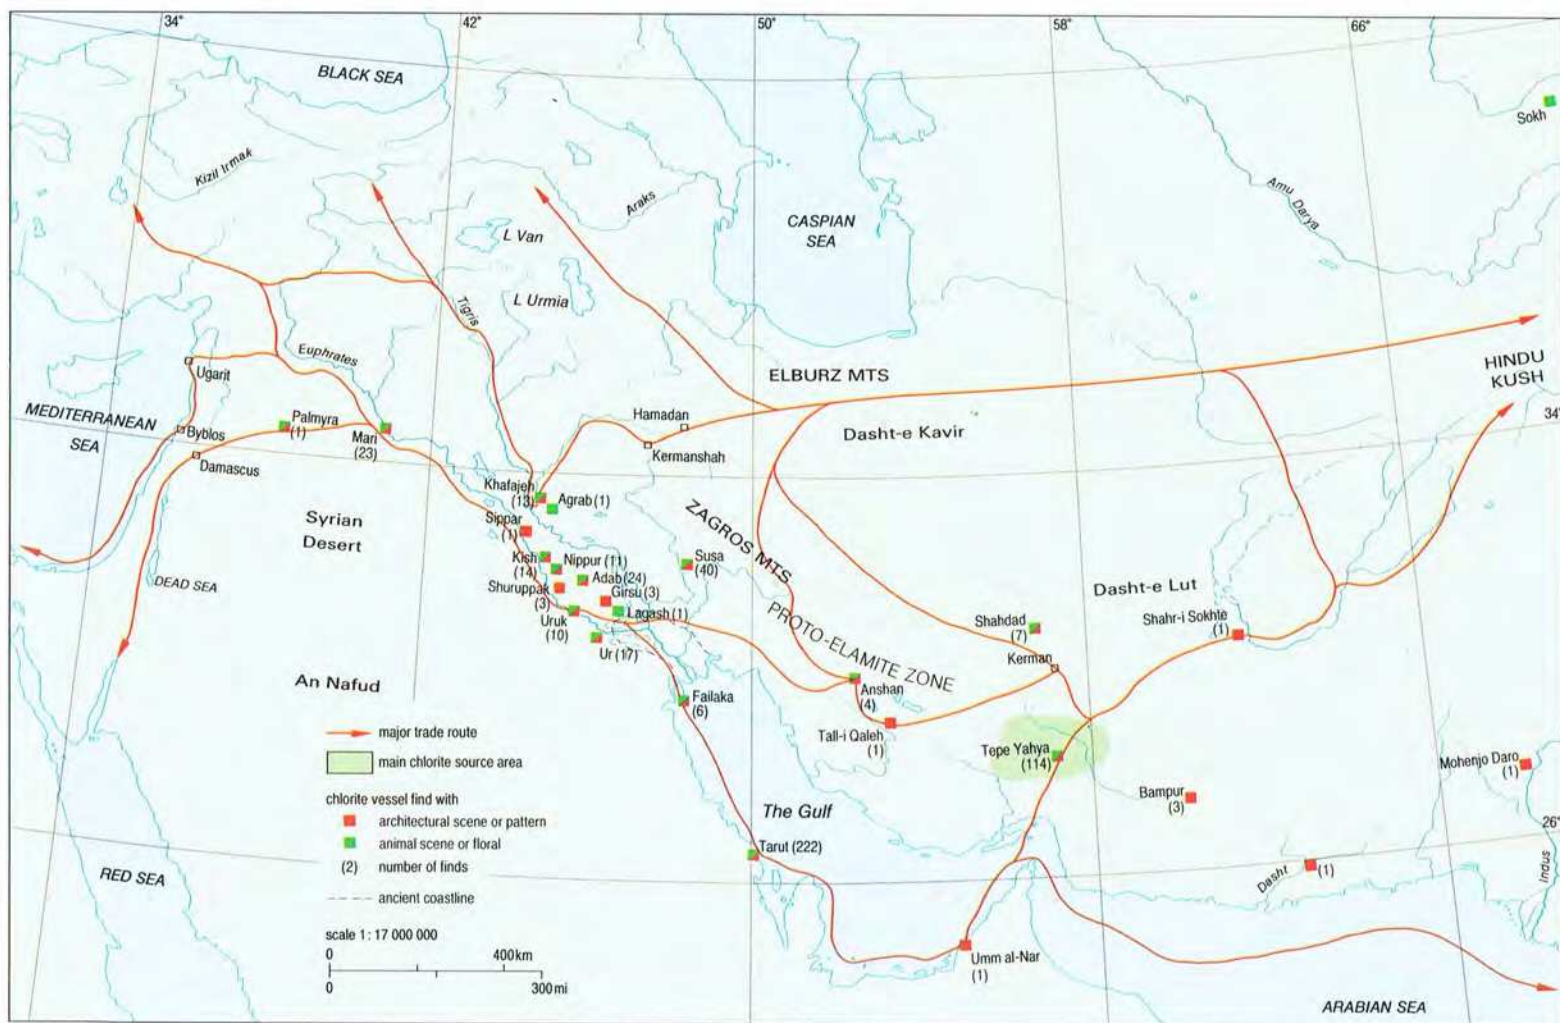 34°
42°
50°
58°
66°
BLACK SEA
Sokh
Kizil Irmak
Araks
Amu
Darya
CASPIAN
SEA
L Van
L Urmia
Tigris
Euphrates
Ugarit
ELBURZ MTS
HINDU
KUSH
34°
MEDITERRANEAN
SEA
Byblos
Palmyra
(1)
Mari
(23)
Damascus
Hamadan
Kermanshah
Dasht-e Kavir
Khafajeh
(13)
Agrab (1)
Sippar
(1)
Syrian
Desert
ZAGROS MTS
Kish
(14)
Nippur (11)
Adab (24)
Susa
(40)
DEAD SEA
Shuruppak
(3)
Girsu (3)
Lagash (1)
Uruk
(10)
Ur (17)
Dasht-e Lut
Shahdad
(7)
Shahr-i Sokhte
(1)
PROTO-ELAMITE ZONE
Kerman
An Nafud
Failaka
(6)
Anshan
(4)
Tall-i Qaleh
(1)
Tepe Yahya
(114)
Bampur
(3)
Mohenjo Daro
(1)
The Gulf
Tarut (222)
26°
Dasht
(1)
Indus
RED SEA
Umm al-Nar
(1)
ARABIAN SEA
major trade route
main chlorite source area
chlorite vessel find with
architectural scene or pattern
animal scene or floral
(2) number of finds
ancient coastline
scale 1 : 17 000 000
0 400km
0 300mi